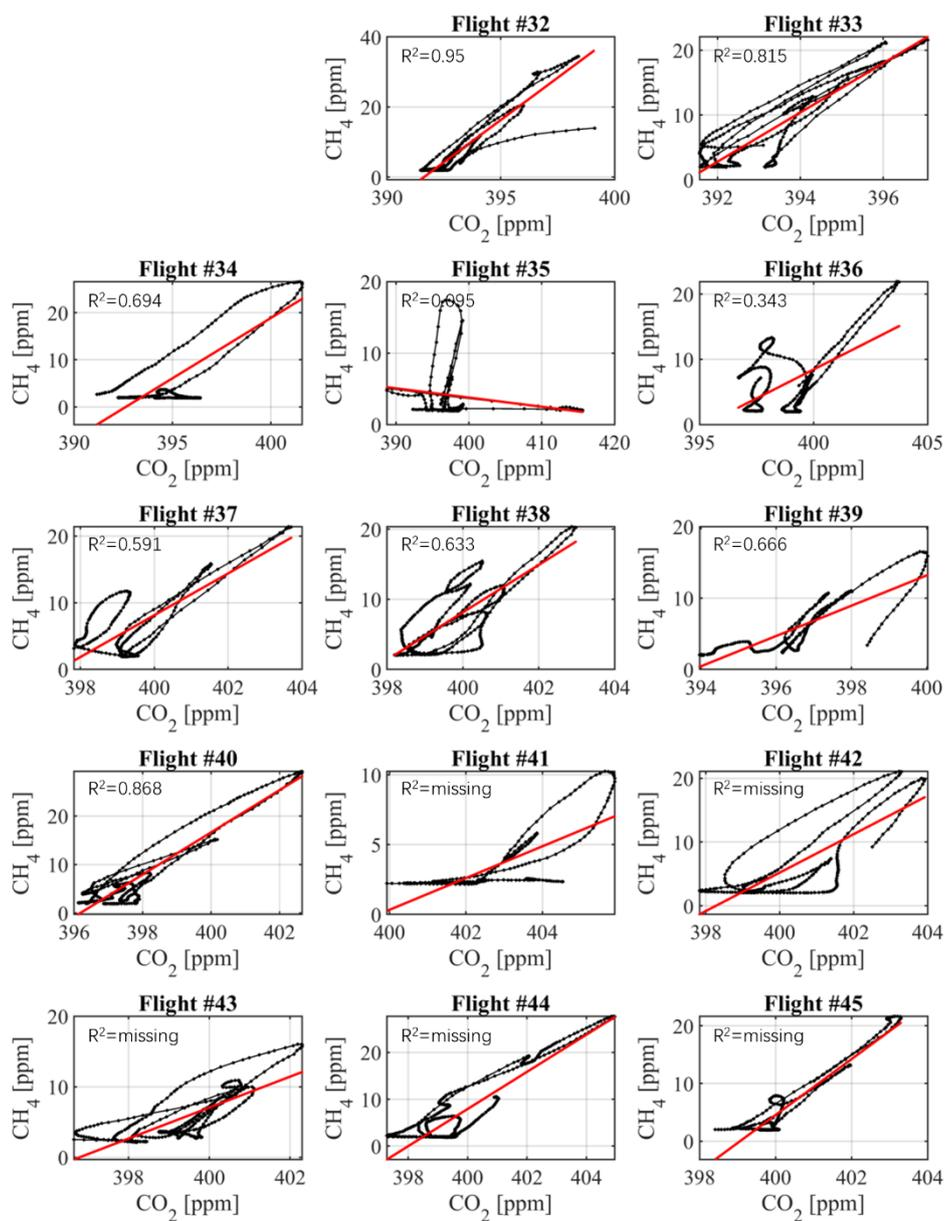 Flight #32
R²=0.95
CH₄ [ppm]
40
20
0
390 395 400
CO₂ [ppm]
Flight #33
R²=0.815
CH₄ [ppm]
20
10
0
392 394 396
CO₂ [ppm]
Flight #34
R²=0.694
CH₄ [ppm]
20
10
0
390 395 400
CO₂ [ppm]
Flight #35
R²=0.095
CH₄ [ppm]
20
10
0
390 400 410 420
CO₂ [ppm]
Flight #36
R²=0.343
CH₄ [ppm]
20
10
0
395 400 405
CO₂ [ppm]
Flight #37
R²=0.591
CH₄ [ppm]
20
10
0
398 400 402 404
CO₂ [ppm]
Flight #38
R²=0.633
CH₄ [ppm]
20
10
0
398 400 402 404
CO₂ [ppm]
Flight #39
R²=0.666
CH₄ [ppm]
20
10
0
394 396 398 400
CO₂ [ppm]
Flight #40
R²=0.868
CH₄ [ppm]
20
10
0
396 398 400 402
CO₂ [ppm]
Flight #41
R²=missing
CH₄ [ppm]
10
5
0
400 402 404
CO₂ [ppm]
Flight #42
R²=missing
CH₄ [ppm]
20
10
0
398 400 402 404
CO₂ [ppm]
Flight #43
R²=missing
CH₄ [ppm]
20
10
0
398 400 402
CO₂ [ppm]
Flight #44
R²=missing
CH₄ [ppm]
20
10
0
398 400 402 404
CO₂ [ppm]
Flight #45
R²=missing
CH₄ [ppm]
20
10
0
398 400 402 404
CO₂ [ppm]